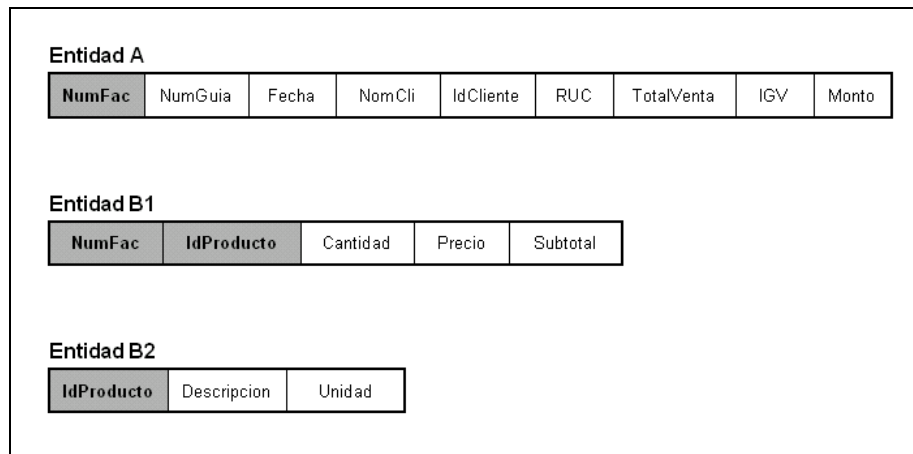 Entidad A
NumFac NumGuia Fecha NomCli IdCliente RUC TotalVenta IGV Monto
Entidad B1
NumFac IdProducto Cantidad Precio Subtotal
Entidad B2
IdProducto Descripcion Unidad